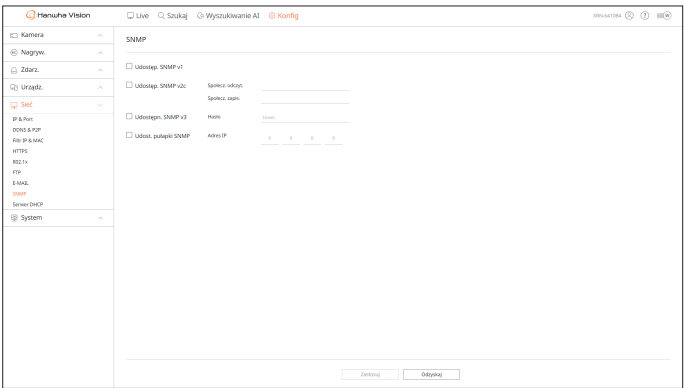 Hanwha Vision
Live Szukaj Wyszukiwanie AI Konfig
Kamera
Nagryw.
Zdarz.
Urządz.
Sieć
IP & Port
DDNS & P2P
Filtr IP & MAC
HTTPS
802.1x
FTP
E-MAIL
SNMP
Serwer DHCP
System
SNMP
Udostęp. SNMP v1
Udostęp. SNMP v2c Społecz. odczyt.
Społecz. zapis.
Udostępn. SNMP v3 Hasło Hasło
Udost. pułapki SNMP Adres IP 0 0 0 0
Zastosuj Odzyskaj